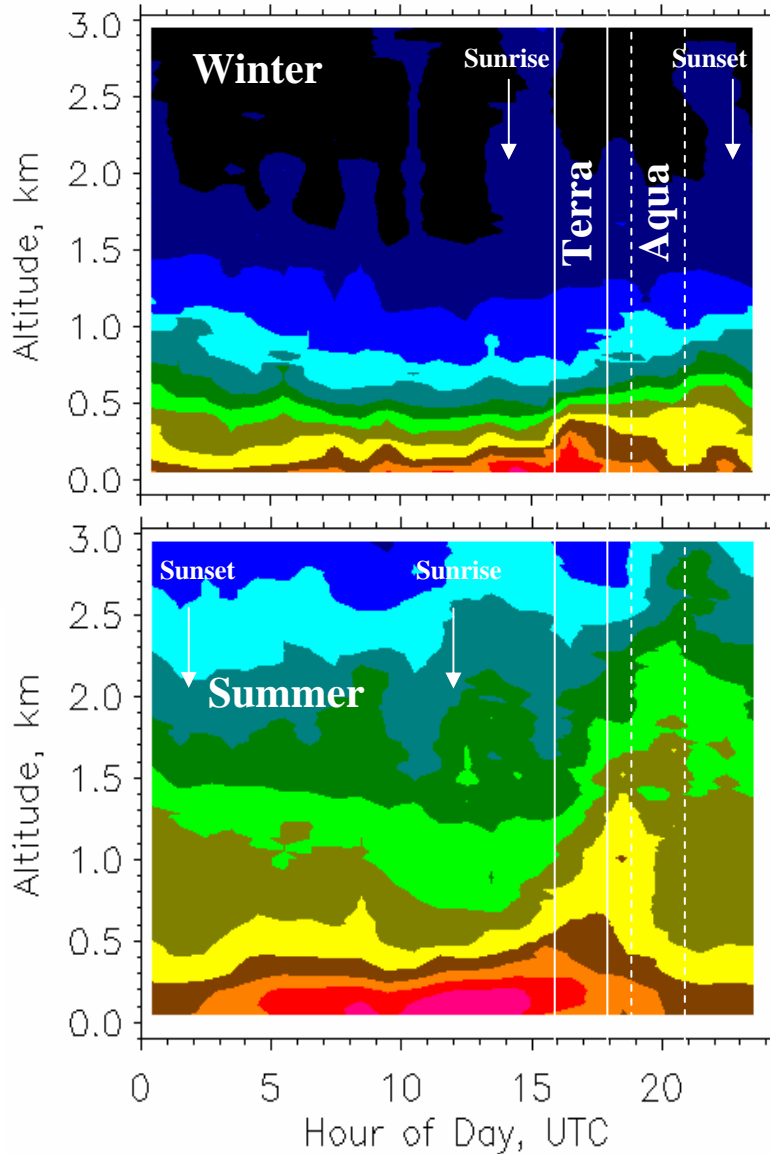 3.0
Winter
Sunrise
Sunset
2.5
2.0
Terra
Aqua
1.5
1.0
0.5
0.0
Altitude, km
3.0
Sunset
Sunrise
2.5
Summer
2.0
1.5
1.0
0.5
0.0
Altitude, km
0 5 10 15 20
Hour of Day, UTC